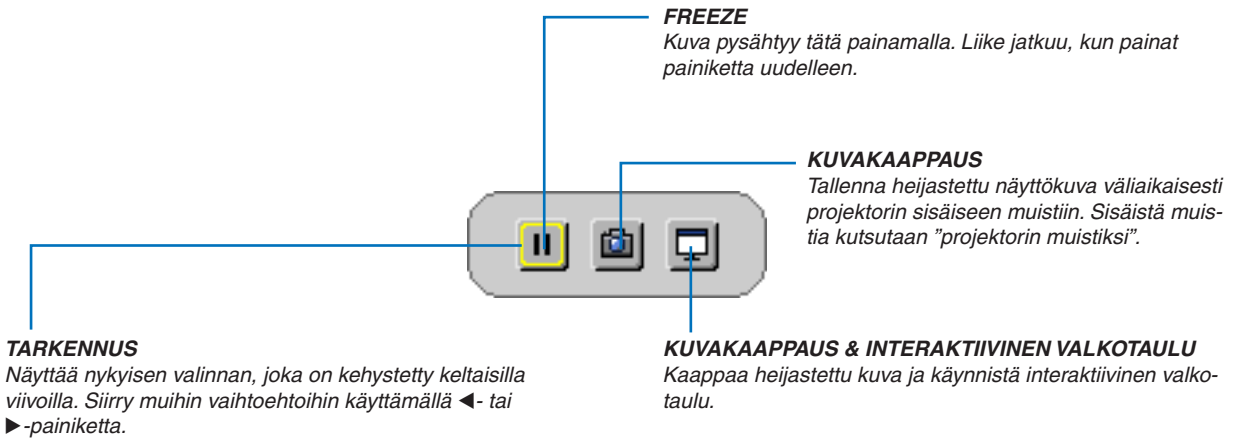 FREEZE
Kuva pysähtyy tätä painamalla. Liike jatkuu, kun painat
painiketta uudelleen.
KUVAKAAPPAUS
Tallenna heijastettu näyttökuva väliaikaisesti
projektorin sisäiseen muistiin. Sisäistä muis-
tia kutsutaan ”projektorin muistiksi”.
TARKENNUS
Näyttää nykyisen valinnan, joka on kehystetty keltaisilla
viivoilla. Siirry muihin vaihtoehtoihin käyttämällä ◀- tai
▶-painiketta.
KUVAKAAPPAUS & INTERAKTIIVINEN VALKOTAULU
Kaappaa heijastettu kuva ja käynnistä interaktiivinen valko-
taulu.